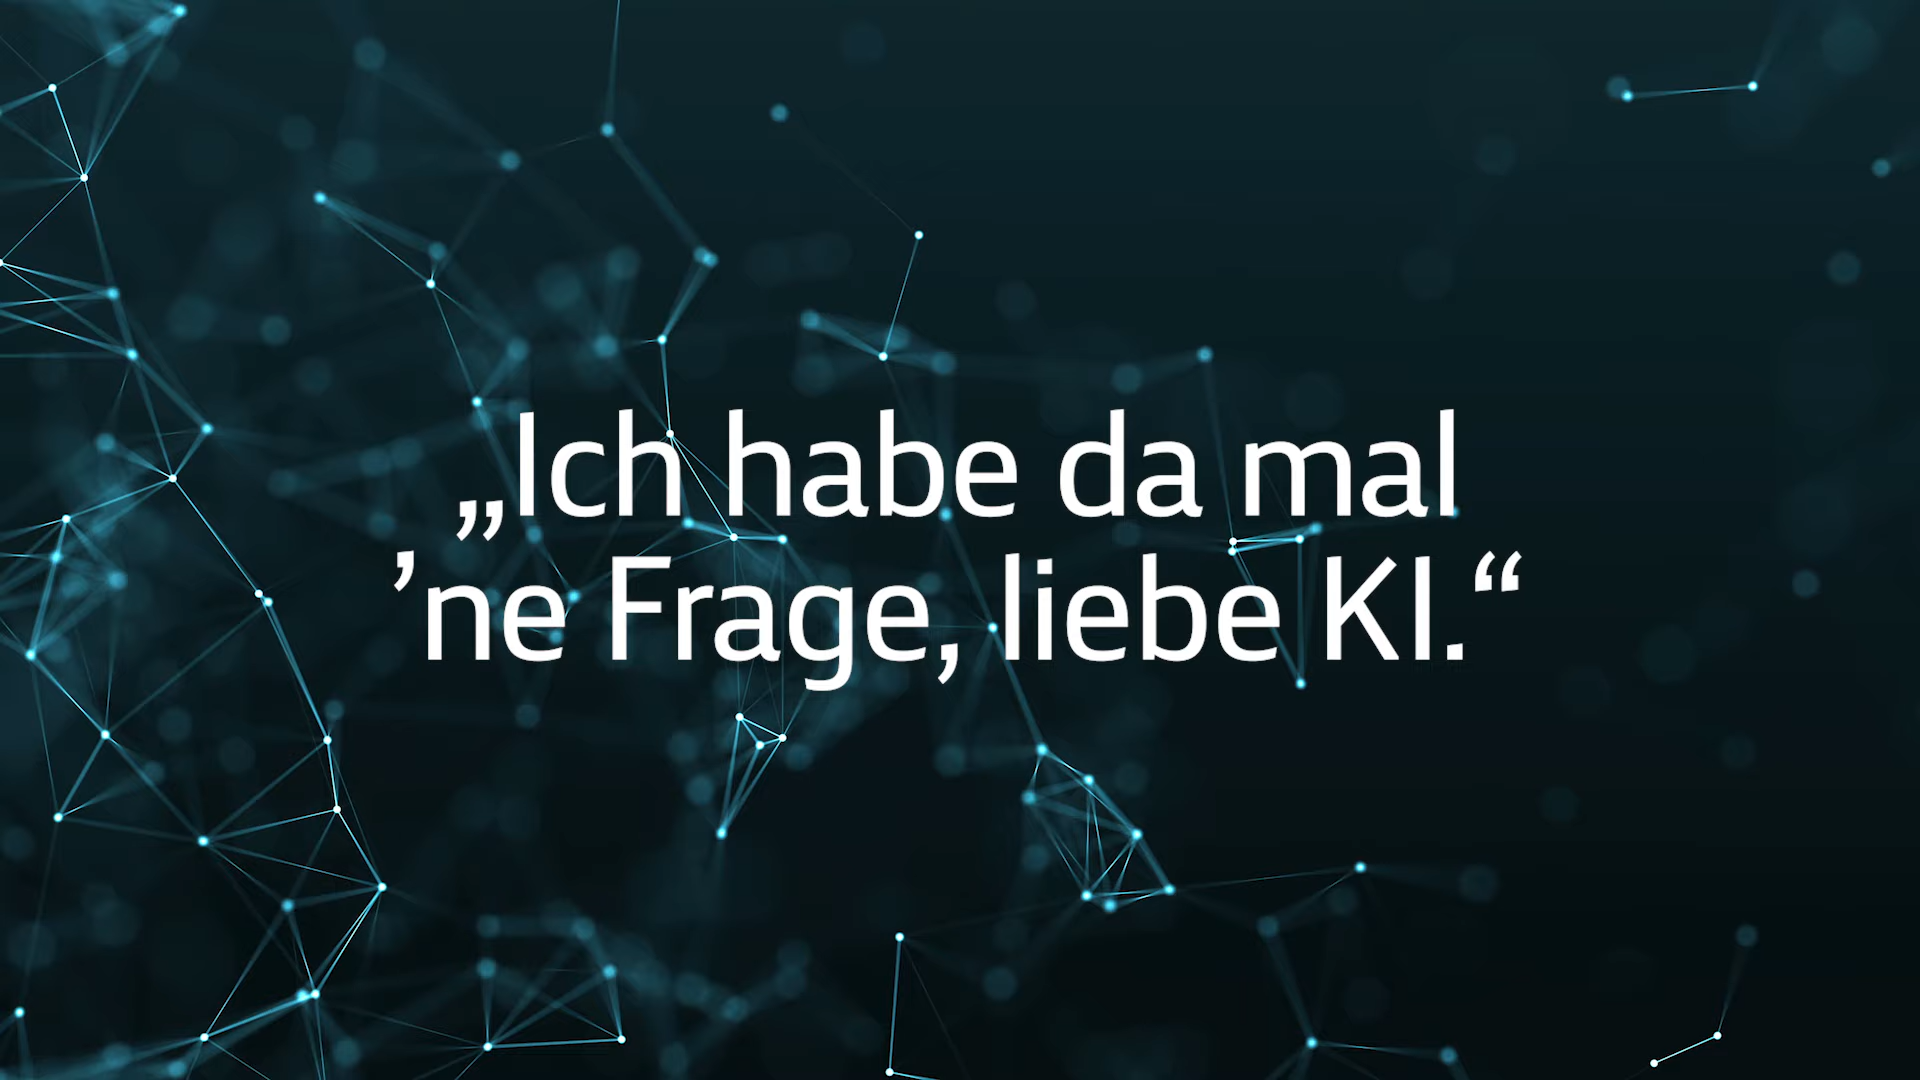 „Ich habe da mal
’ne Frage, liebe KI.“